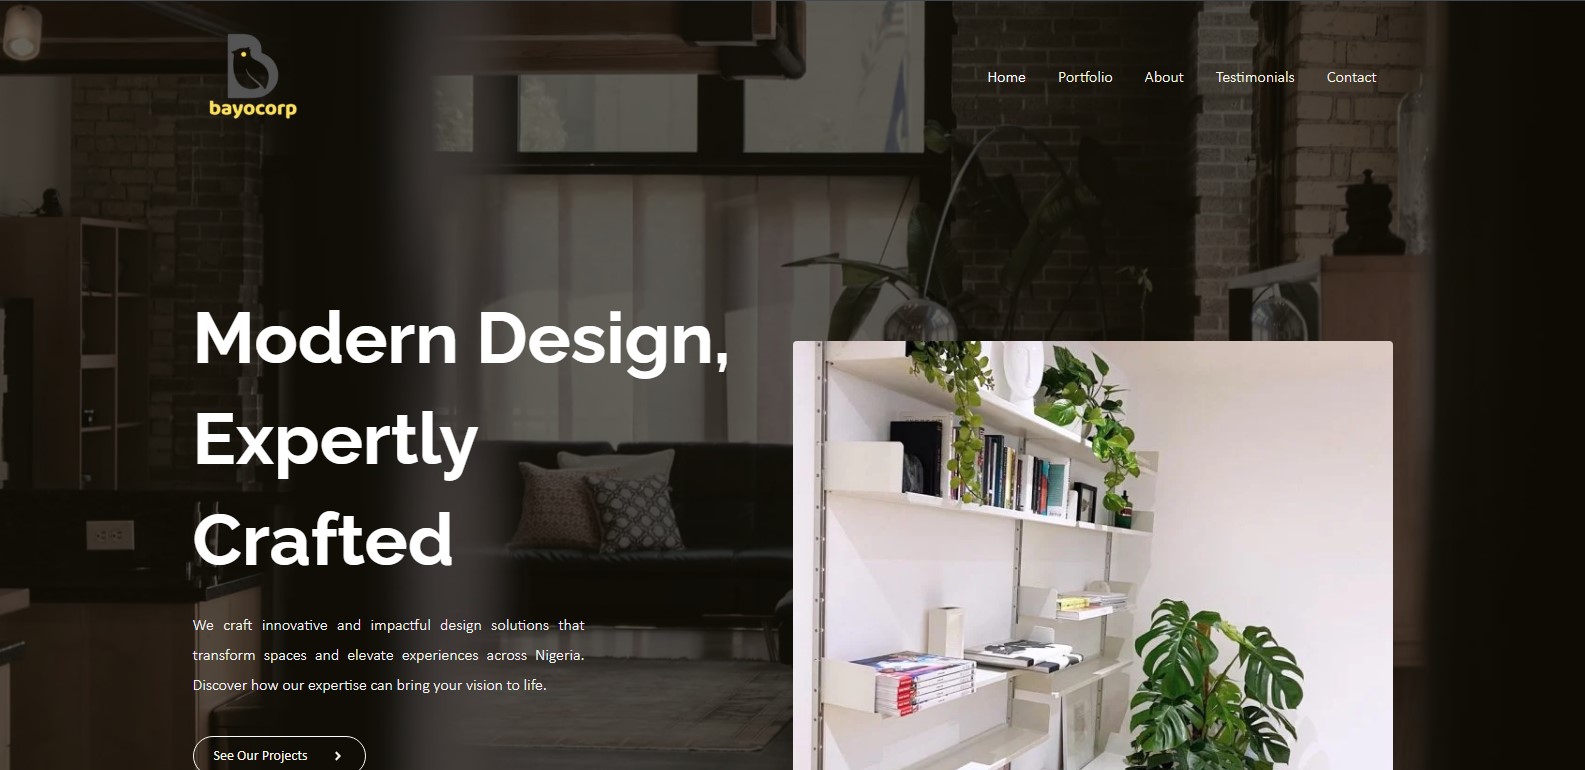 bayocorp
Home Portfolio About Testimonials Contact
Modern Design,
Expertly
Crafted
We craft innovative and impactful design solutions that
transform spaces and elevate experiences across Nigeria.
Discover how our expertise can bring your vision to life.
See Our Projects